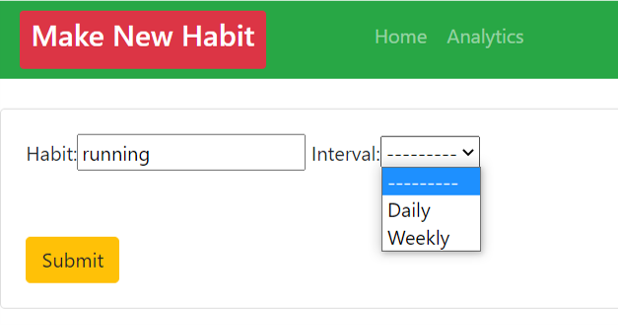 Make New Habit Home Analytics
Habit: running Interval: ---------
---------
Daily
Weekly
Submit